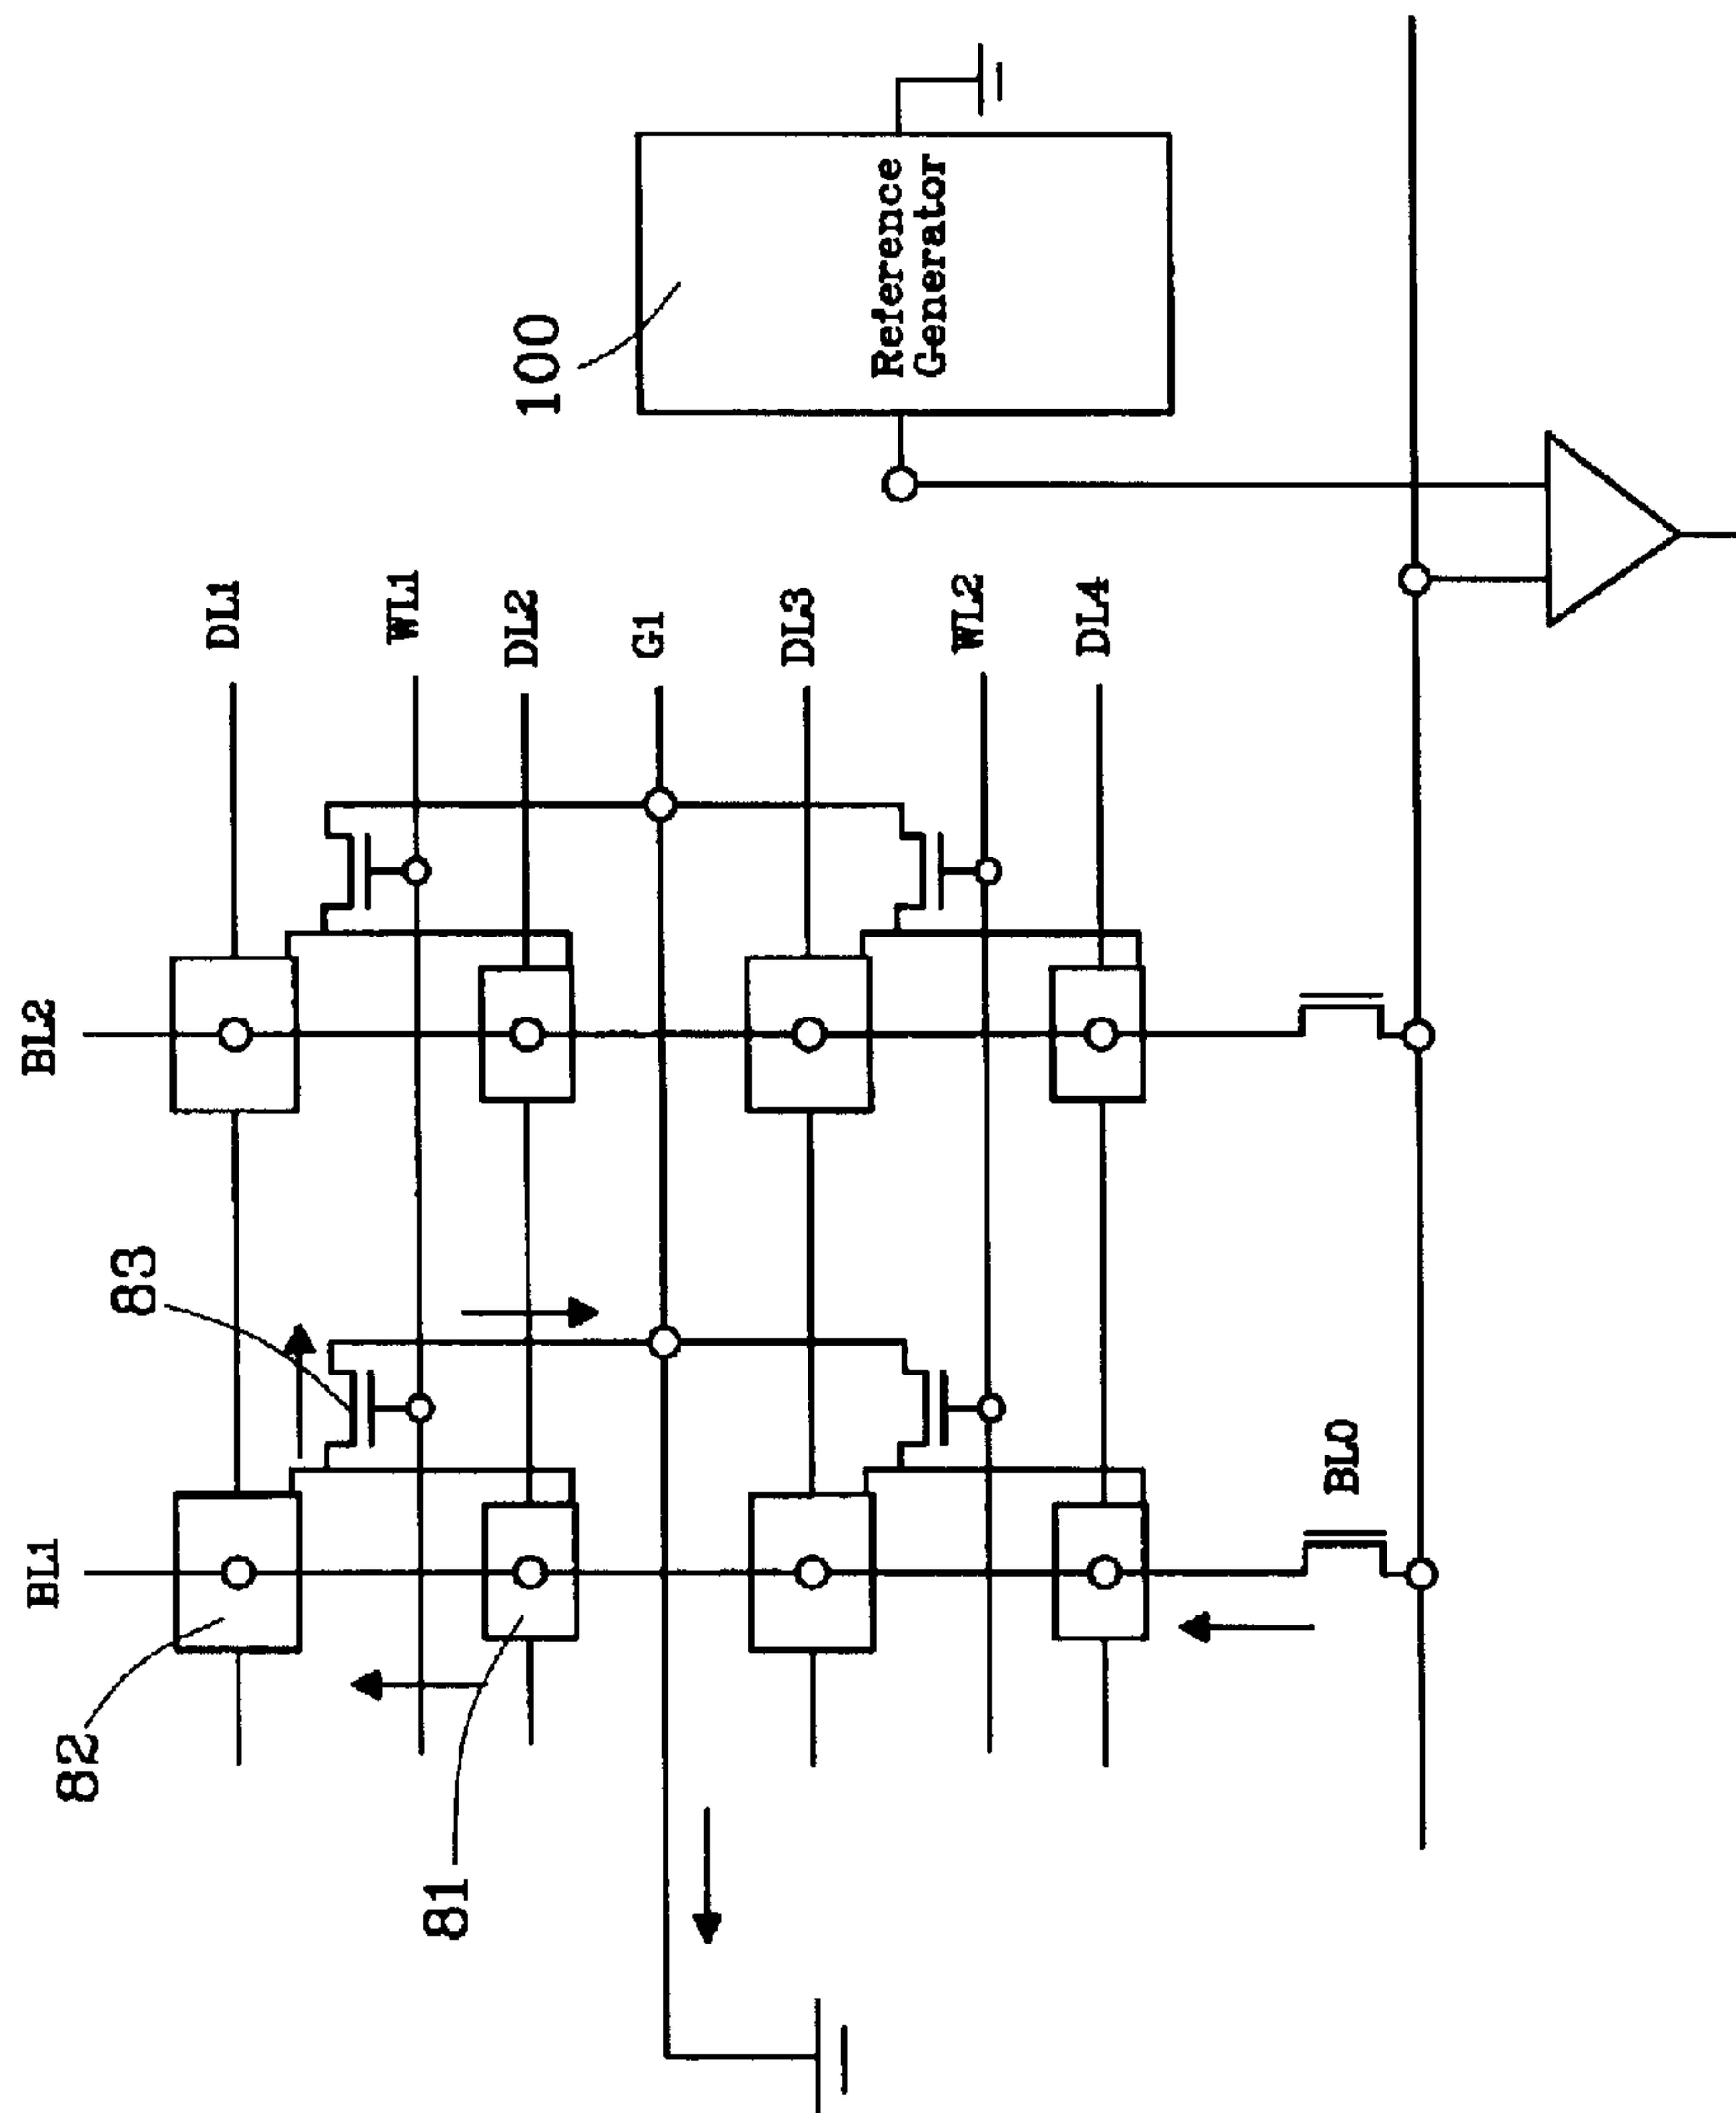 BL1
BL2
82
83
DL1
WL1
81
DL2
100
G1
DL3
Reference
Generator
WL2
DL4
BL0